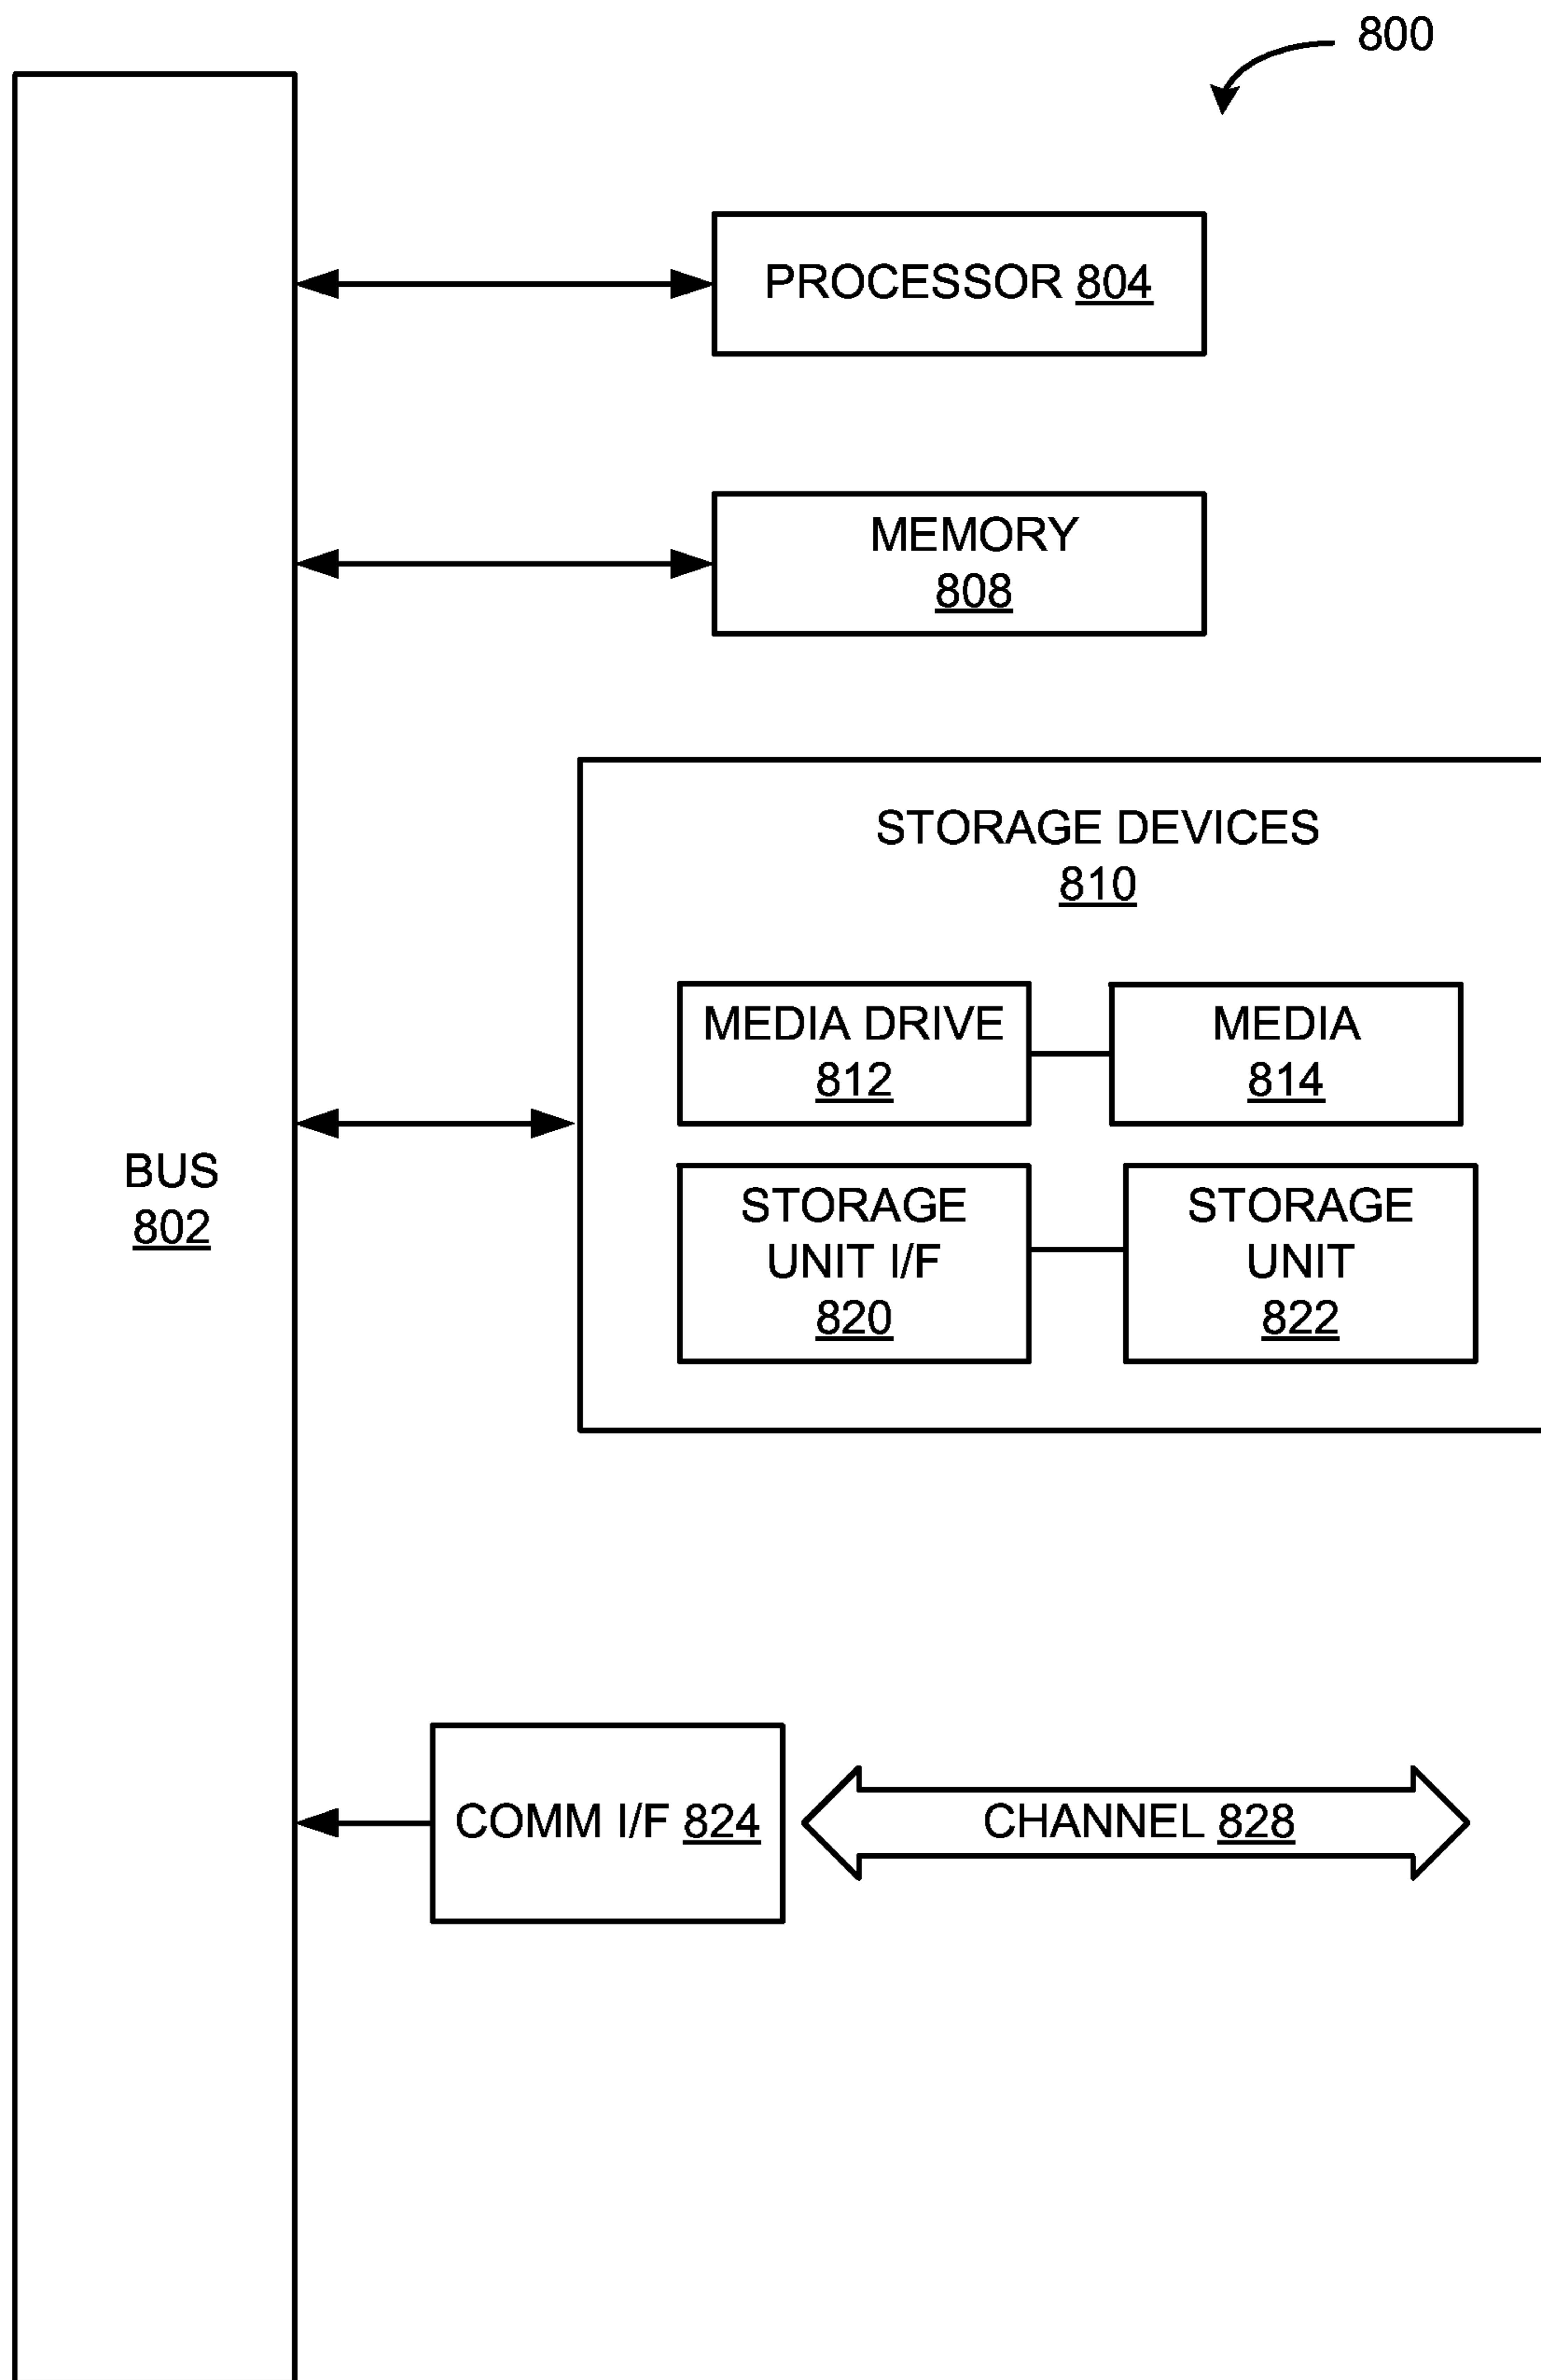 800
PROCESSOR 804
MEMORY
808
STORAGE DEVICES
810
MEDIA DRIVE
812
MEDIA
814
STORAGE
UNIT I/F
820
STORAGE
UNIT
822
BUS
802
COMM I/F 824
CHANNEL 828